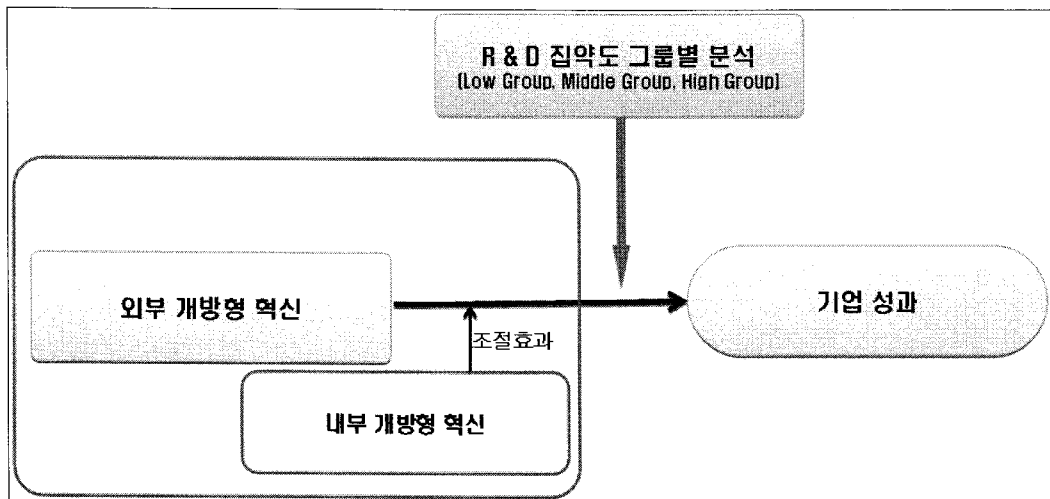 R & D 집약도 그룹별 분석
(Low Group, Middle Group, High Group)
외부 개방형 혁신
기업 성과
조절효과
내부 개방형 혁신